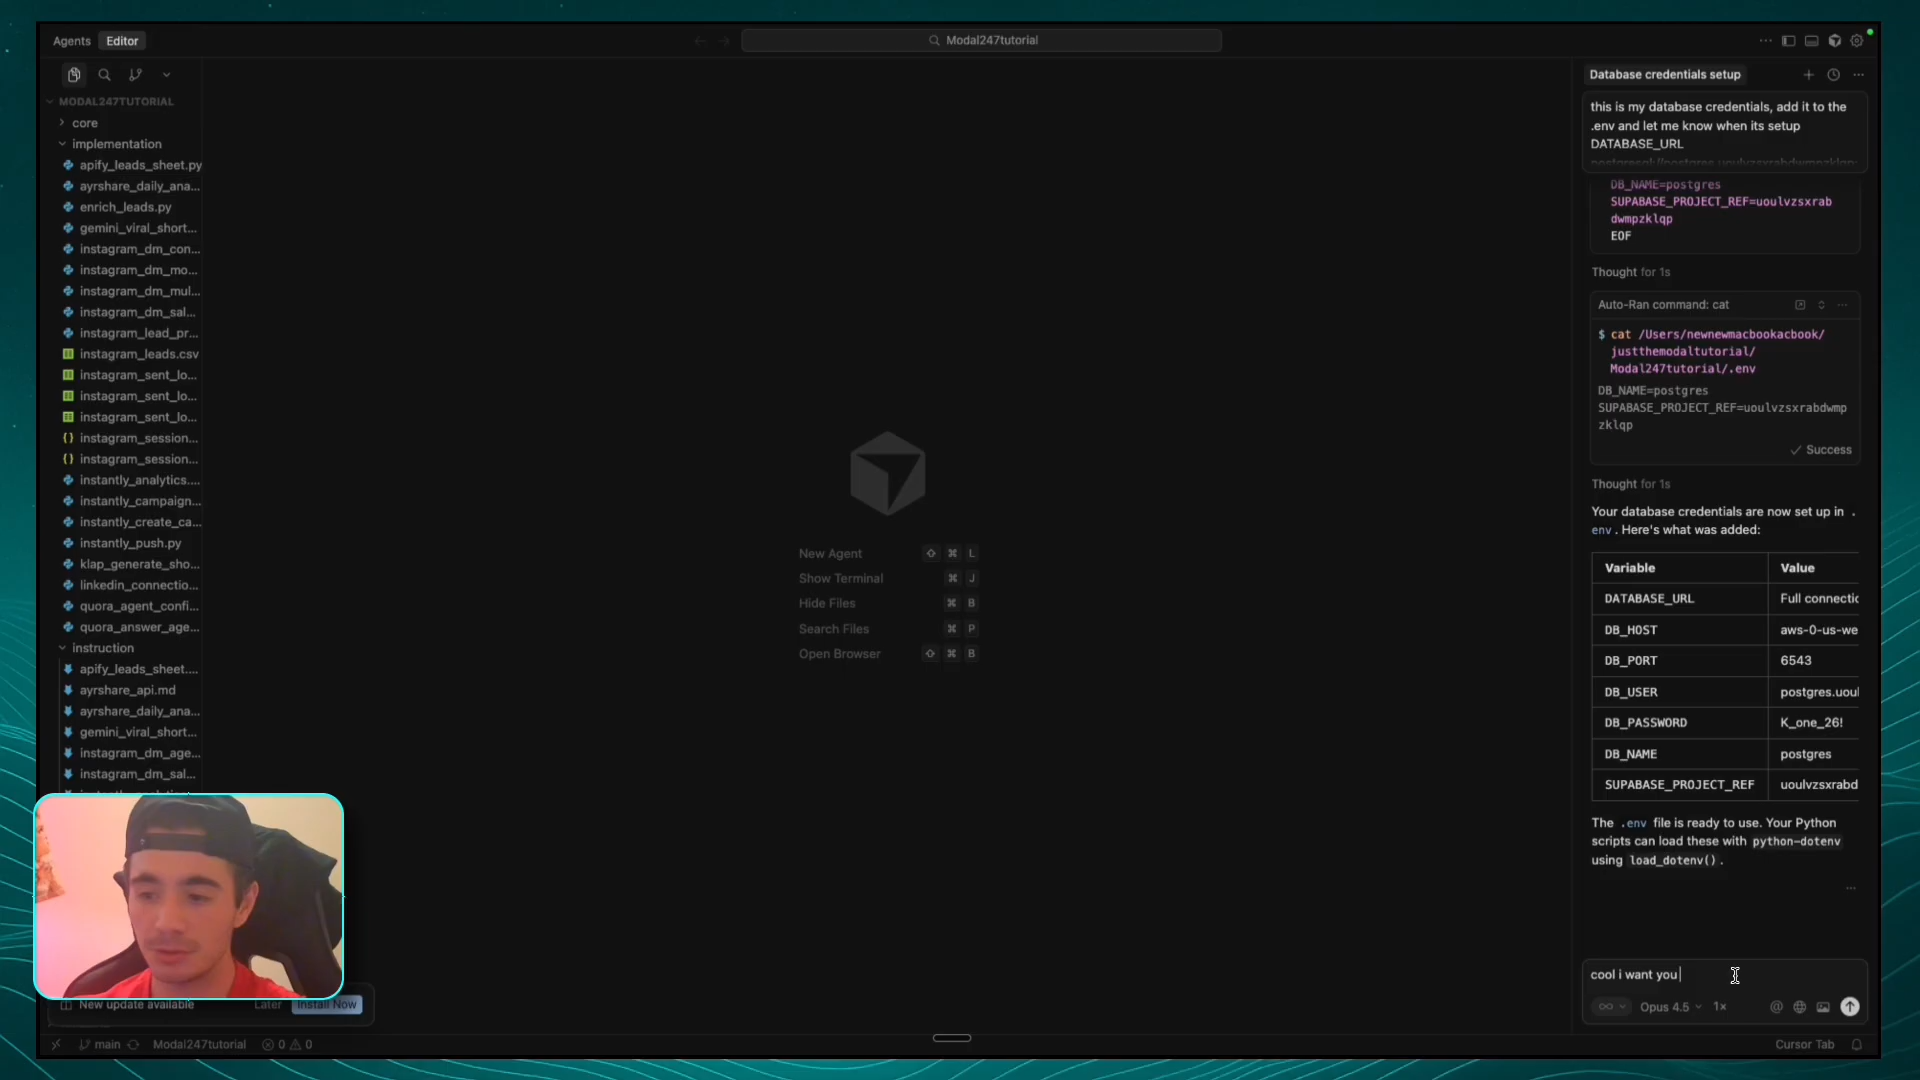 Agents Editor
Modal247tutorial
MODAL247TUTORIAL
core
implementation
apify_leads_sheet.py
ayrshare_daily_ana...
enrich_leads.py
gemini_viral_short...
instagram_dm_con...
instagram_dm_mo...
instagram_dm_mul...
instagram_dm_sal...
instagram_lead_pr...
instagram_leads.csv
instagram_sent_lo...
instagram_sent_lo...
instagram_sent_lo...
instagram_session...
instagram_session...
instantly_analytics....
instantly_campaign...
instantly_create_ca...
instantly_push.py
klap_generate_sho...
linkedin_connectio...
quora_agent_confi...
quora_answer_age...
instruction
apify_leads_sheet....
ayrshare_api.md
ayrshare_daily_ana...
gemini_viral_short...
instagram_dm_age...
instagram_dm_sal...
New update available Later Install Now
main Modal247tutorial 0 0
New Agent ⇧ ⌘ L
Show Terminal ⌘ J
Hide Files ⌘ B
Search Files ⌘ P
Open Browser ⇧ ⌘ B
Database credentials setup
this is my database credentials, add it to the
.env and let me know when its setup
DATABASE_URL
DB_NAME=postgres
SUPABASE_PROJECT_REF=uoulvzsxrab
dwmpzklqp
EOF
Thought for 1s
Auto-Ran command: cat
$ cat /Users/newnewmacbookacbook/
justthemodaltutorial/
Modal247tutorial/.env
DB_NAME=postgres
SUPABASE_PROJECT_REF=uoulvzsxrabdwmp
zklqp
Success
Thought for 1s
Your database credentials are now set up in .
env. Here's what was added:
Variable Value
DATABASE_URL Full connectio
DB_HOST aws-0-us-we
DB_PORT 6543
DB_USER postgres.uoul
DB_PASSWORD K_one_26!
DB_NAME postgres
SUPABASE_PROJECT_REF uoulvzsxrabd
The .env file is ready to use. Your Python
scripts can load these with python-dotenv
using load_dotenv().
cool i want you
Opus 4.5 1×
Cursor Tab